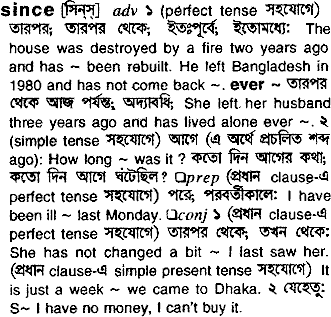 since [সিন্স্] adv ১ (perfect tense সহযোগে)
তারপর; তারপর থেকে; ইতঃপূর্বে; ইতোমধ্যে: The
house was destroyed by a fire two years ago
and has ~ been rebuilt. He left Bangladesh in
1980 and has not come back ~. ever ~ তারপর
থেকে আজ পর্যন্ত; অদ্যাবধি: She left her husband
three years ago and has lived alone ever ~. ২
(simple tense সহযোগে) আগে (এ অর্থে প্রচলিত শব্দ
ago): How long ~ was it ? কতো দিন আগের কথা;
কতো দিন আগে ঘটেছিল? ❑prep (প্রধান clause-এ
perfect tense সহযোগে) পরে; পরবর্তীকালে: I have
been ill ~ last Monday. ❑conj ১ (প্রধান clause-এ
perfect tense সহযোগে) তারপর থেকে; তখন থেকে:
She has not changed a bit ~ I last saw her.
(প্রধান clause-এ simple present tense সহযোগে) It
is just a week ~ we came to Dhaka. ২ যেহেতু:
S~ I have no money, I can't buy it.